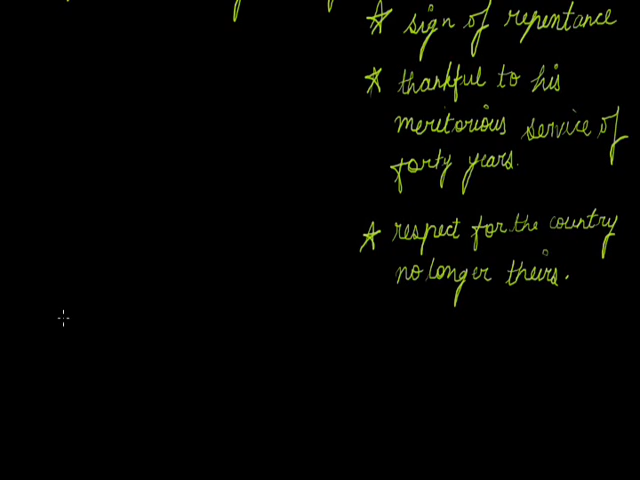 ☆ sign of repentance
☆ thankful to his
meritorious service of
forty years.
☆ respect for the country
no longer theirs.